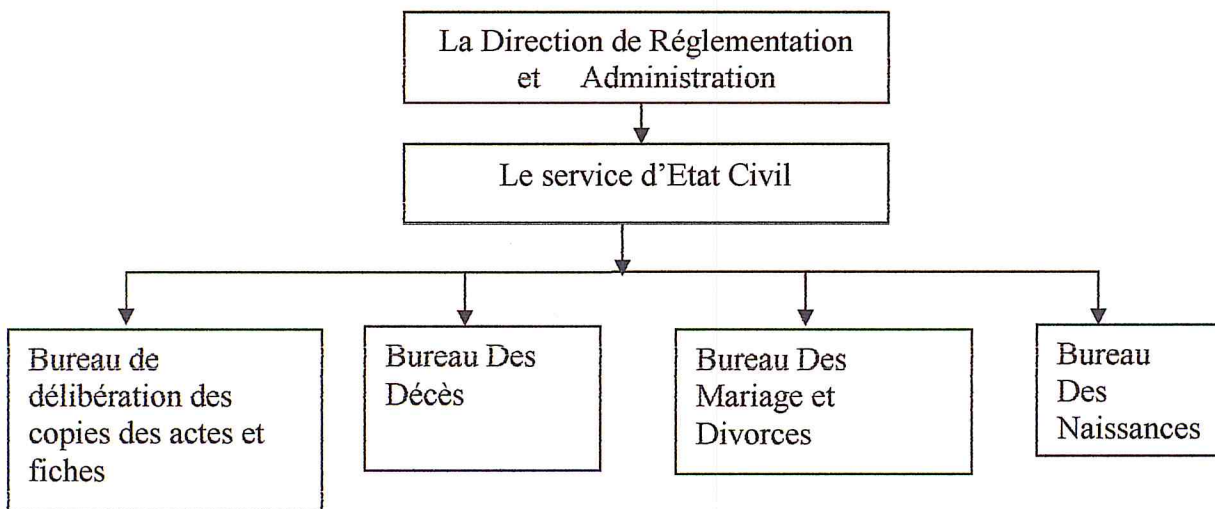 La Direction de Réglementation
et Administration
Le service d'Etat Civil
Bureau de
délibération des
copies des actes et
fiches
Bureau Des
Décès
Bureau Des
Mariage et
Divorces
Bureau
Des
Naissances